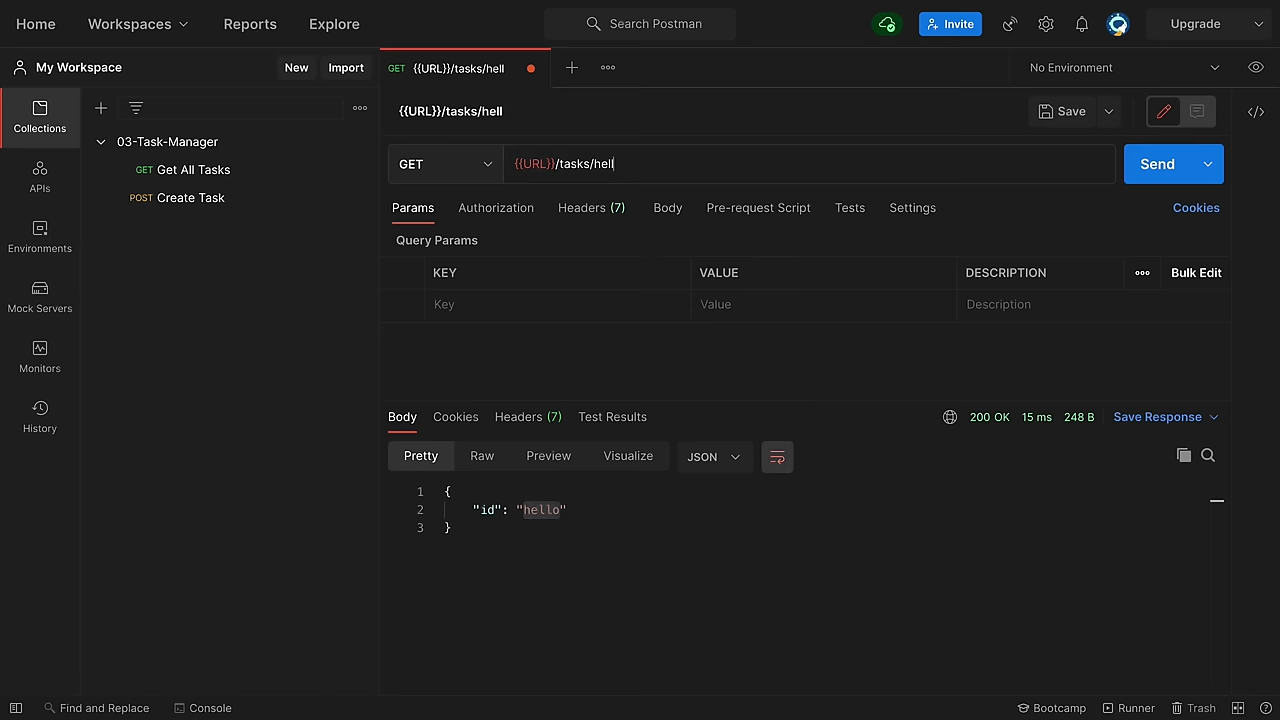 Home Workspaces Reports Explore Search Postman Invite Upgrade
My Workspace New Import GET {{URL}}/tasks/hell No Environment
{{URL}}/tasks/hell Save
Collections
APIs
Environments
Mock Servers
Monitors
History
03-Task-Manager
GET Get All Tasks
POST Create Task
GET {{URL}}/tasks/hell Send
Params Authorization Headers (7) Body Pre-request Script Tests Settings Cookies
Query Params
KEY VALUE DESCRIPTION Bulk Edit
Key Value Description
Body Cookies Headers (7) Test Results 200 OK 15 ms 248 B Save Response
Pretty Raw Preview Visualize JSON
1 {
2 "id": "hello"
3 }
Find and Replace Console Bootcamp Runner Trash